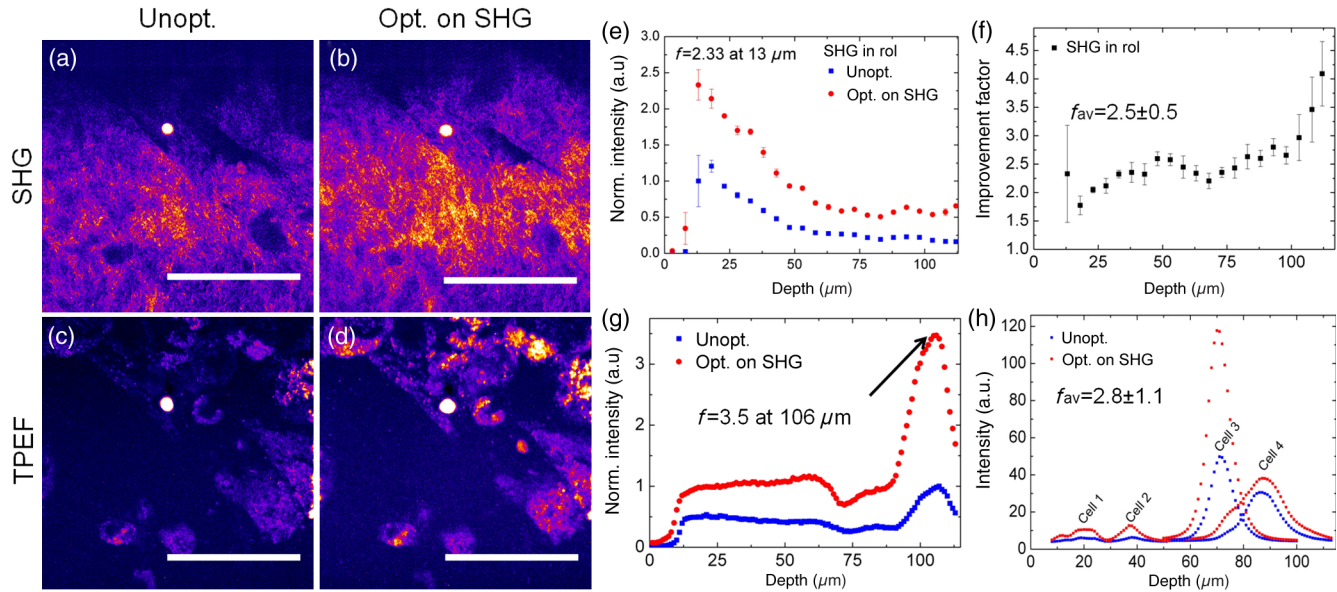 Unopt.
Opt. on SHG
SHG
TPEF
(a)
(b)
(c)
(d)
(e)
f=2.33 at 13 µm
SHG in rol
Unopt.
Opt. on SHG
3.0
2.5
2.0
1.5
1.0
0.5
0.0
Norm. intensity (a.u)
0
25
50
75
100
Depth (µm)
(f)
SHG in rol
fav=2.5±0.5
4.5
4.0
3.5
3.0
2.5
2.0
1.5
1.0
Improvement factor
0
25
50
75
100
Depth (µm)
(g)
Unopt.
Opt. on SHG
f=3.5 at 106 µm
3
2
1
0
Norm. intensity (a.u)
0
25
50
75
100
Depth (µm)
(h)
Unopt.
Opt. on SHG
fav=2.8±1.1
Cell 1
Cell 2
Cell 3
Cell 4
120
100
80
60
50
40
30
20
10
0
Intensity (a.u.)
20
40
60
80
100
Depth (µm)